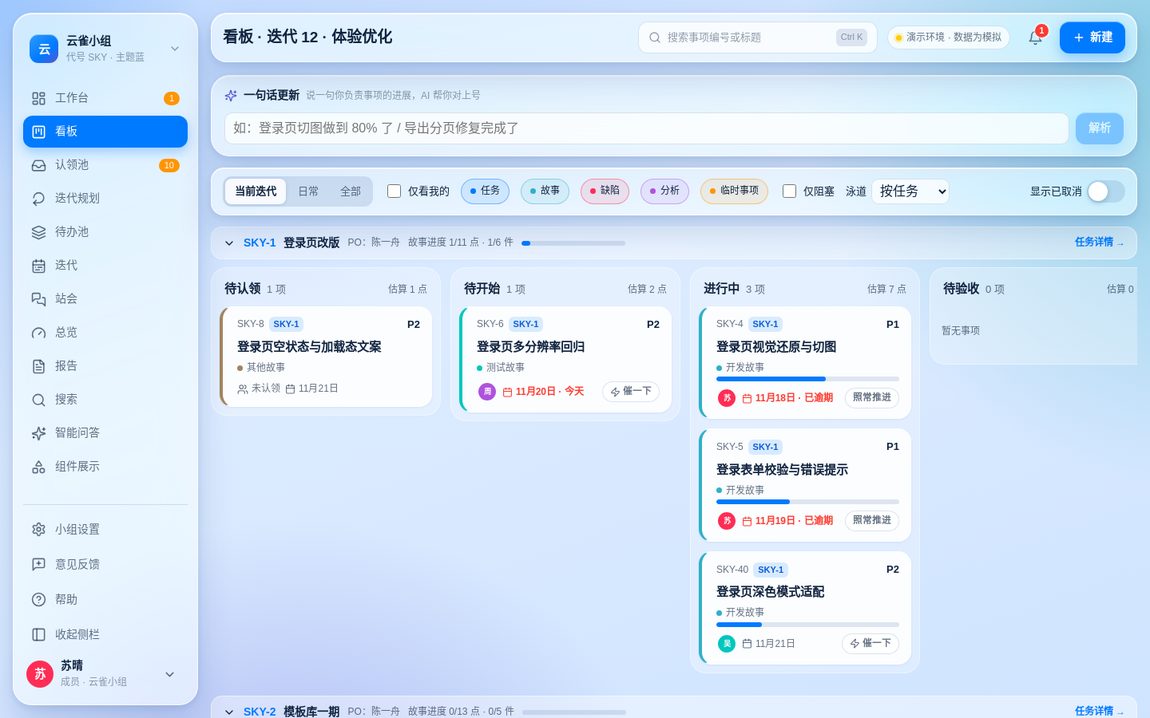 云
云雀小组
代号 SKY · 主题蓝
工作台
1
看板
认领池
10
迭代规划
待办池
迭代
站会
总览
报告
搜索
智能问答
组件展示
小组设置
意见反馈
帮助
收起侧栏
苏
苏晴
成员 · 云雀小组
看板 · 迭代 12 · 体验优化
搜索事项编号或标题
Ctrl K
演示环境 · 数据为模拟
1
新建
一句话更新 说一句你负责事项的进展，AI 帮你对上号
如：登录页切图做到 80% 了 / 导出分页修复完成了
解析
当前迭代 日常 全部
仅看我的
任务
故事
缺陷
分析
临时事项
仅阻塞
泳道
按任务
显示已取消
SKY-1 登录页改版 PO：陈一舟 故事进度 1/11 点 · 1/6 件
任务详情 →
待认领 1 项 估算 1 点
SKY-8 SKY-1 P2
登录页空状态与加载态文案
其他故事
未认领 11月21日
待开始 1 项 估算 2 点
SKY-6 SKY-1 P2
登录页多分辨率回归
测试故事
周 11月20日 · 今天 催一下
进行中 3 项 估算 7 点
SKY-4 SKY-1 P1
登录页视觉还原与切图
开发故事
苏 11月18日 · 已逾期 照常推进
SKY-5 SKY-1 P1
登录表单校验与错误提示
开发故事
苏 11月19日 · 已逾期 照常推进
SKY-40 SKY-1 P2
登录页深色模式适配
开发故事
吴 11月21日 催一下
待验收 0 项 估算 0
暂无事项
SKY-2 模板库一期 PO：陈一舟 故事进度 0/13 点 · 0/5 件
任务详情 →